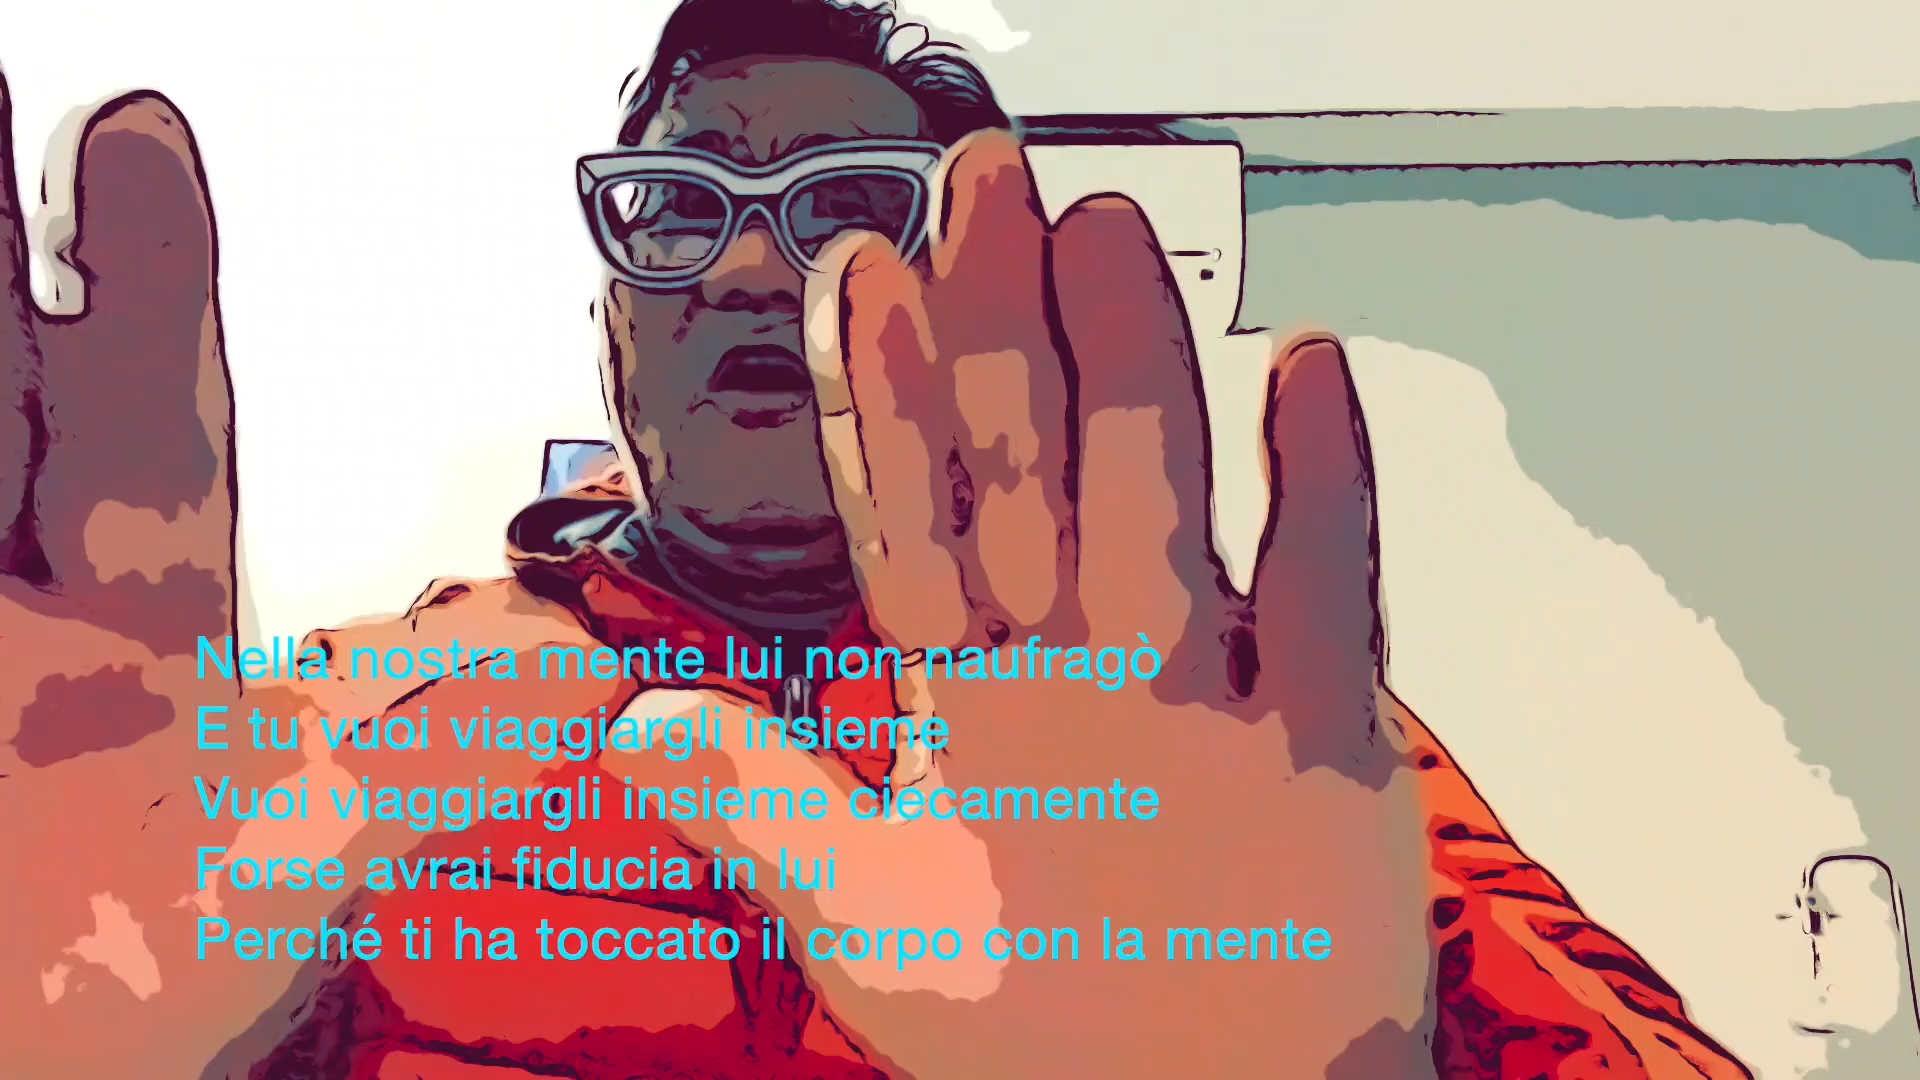 Nella nostra mente lui non naufragò
E tu vuoi viaggiargli insieme
Vuoi viaggiargli insieme ciecamente
Forse avrai fiducia in lui
Perché ti ha toccato il corpo con la mente